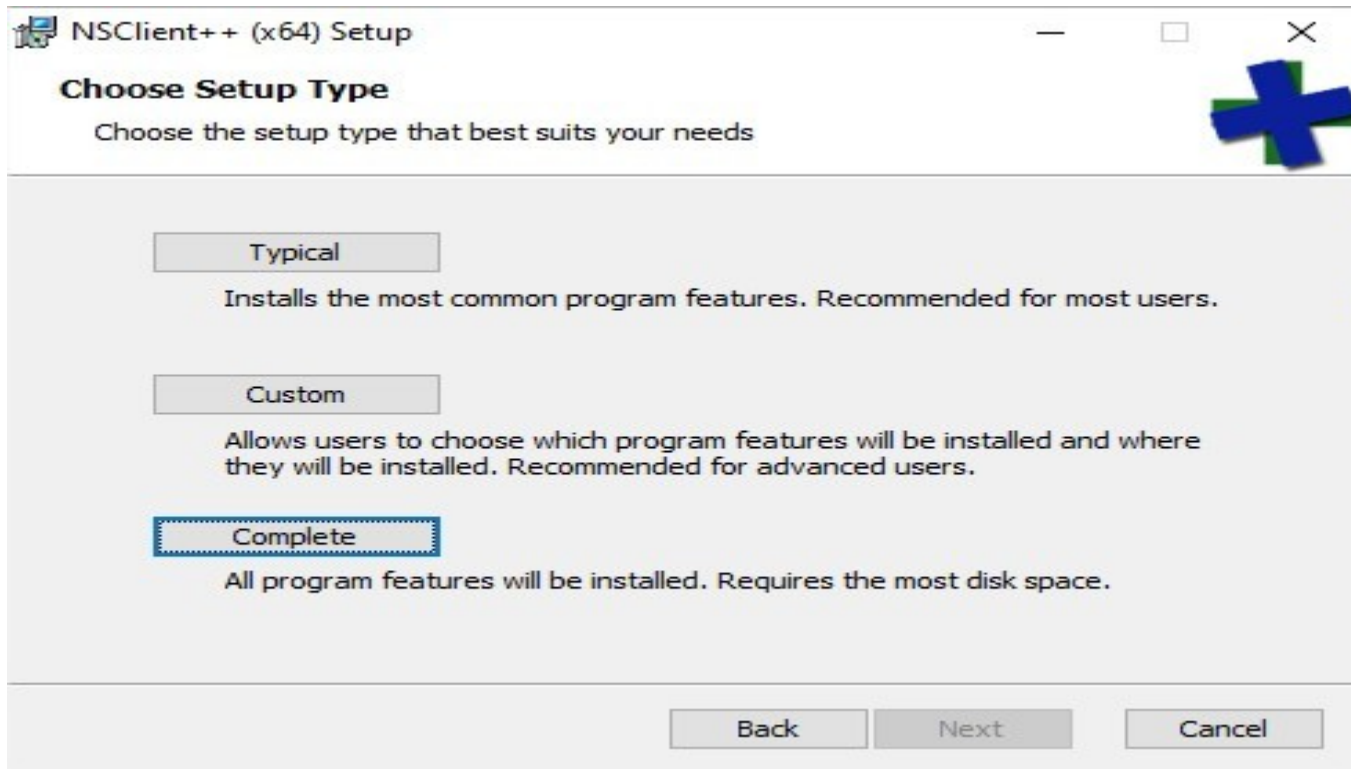 NSClient++ (x64) Setup
Choose Setup Type
Choose the setup type that best suits your needs
Typical
Installs the most common program features. Recommended for most users.
Custom
Allows users to choose which program features will be installed and where
they will be installed. Recommended for advanced users.
Complete
All program features will be installed. Requires the most disk space.
Back Next Cancel